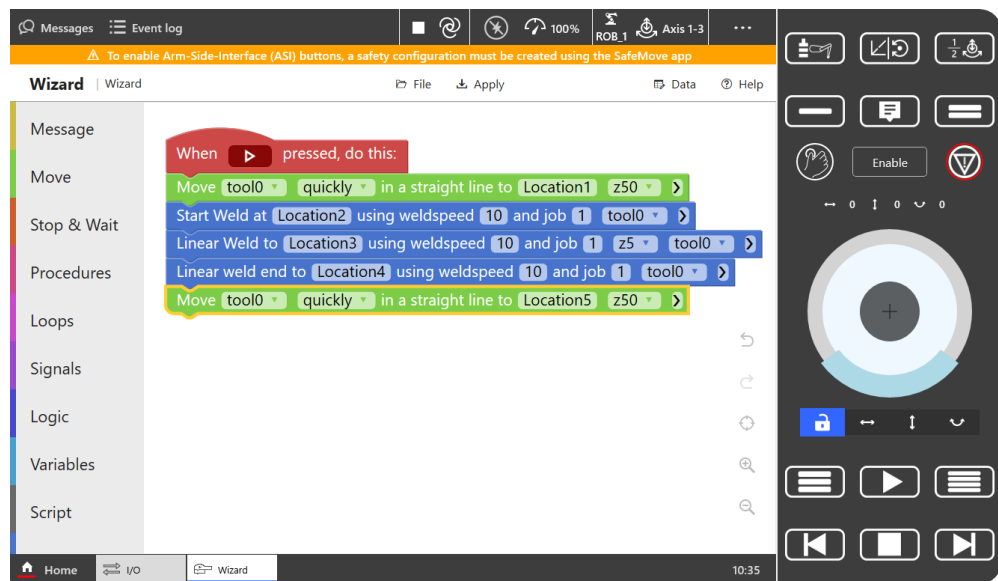 Messages Event log 100% ROB_1 Axis 1-3 ...
To enable Arm-Side-Interface (ASI) buttons, a safety configuration must be created using the SafeMove app
Wizard | Wizard File Apply Data Help
Message
Move
Stop & Wait
Procedures
Loops
Signals
Logic
Variables
Script
When pressed, do this:
Move tool0 quickly in a straight line to Location1 z50
Start Weld at Location2 using weldspeed 10 and job 1 tool0
Linear Weld to Location3 using weldspeed 10 and job 1 z5 tool0
Linear weld end to Location4 using weldspeed 10 and job 1 tool0
Move tool0 quickly in a straight line to Location5 z50
Home I/O Wizard 10:35
1/2
Enable
0 0 0